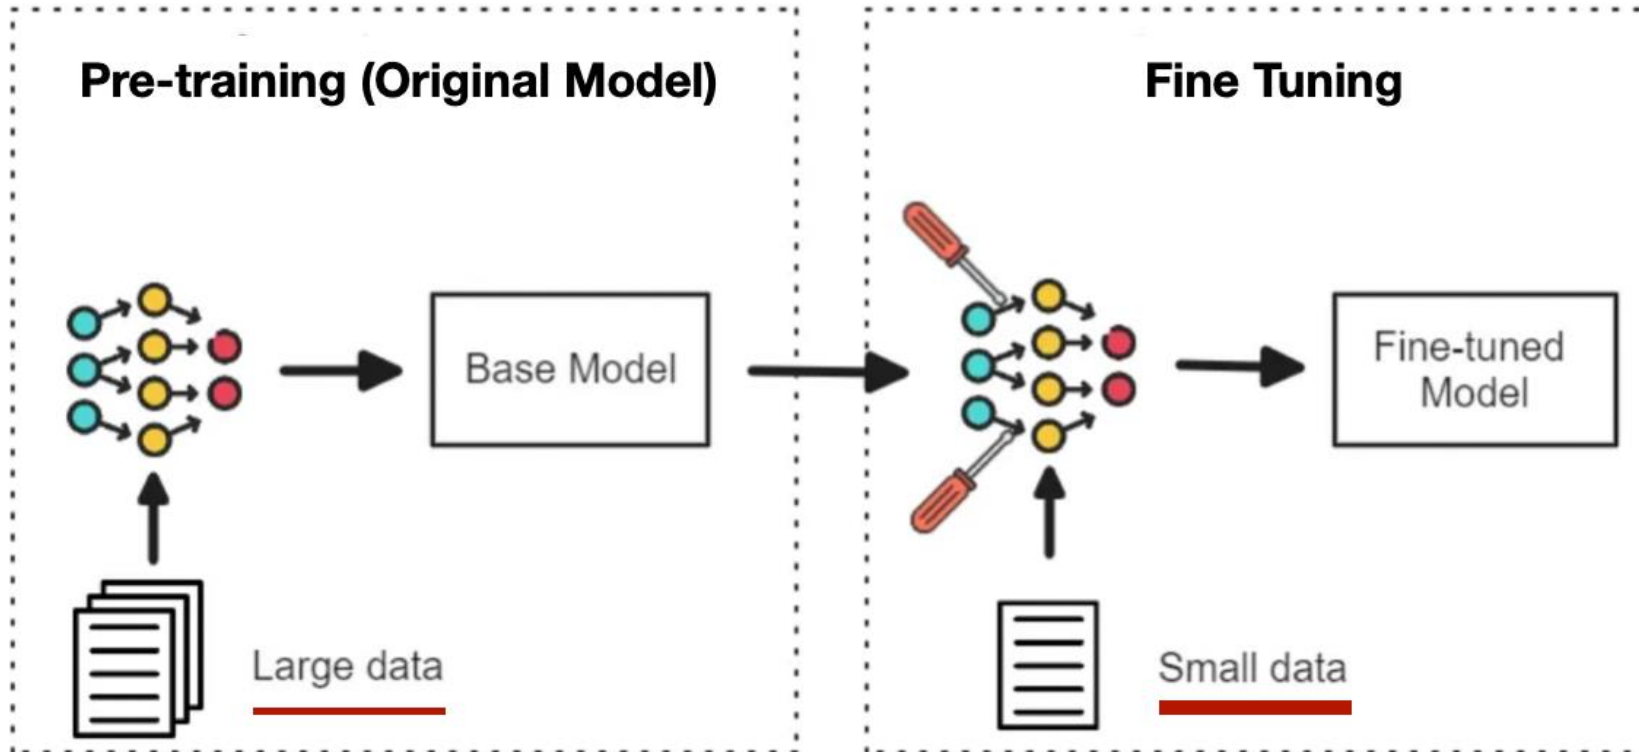 Pre-training (Original Model)
Fine Tuning
Base Model
Fine-tuned
Model
Large data
Small data